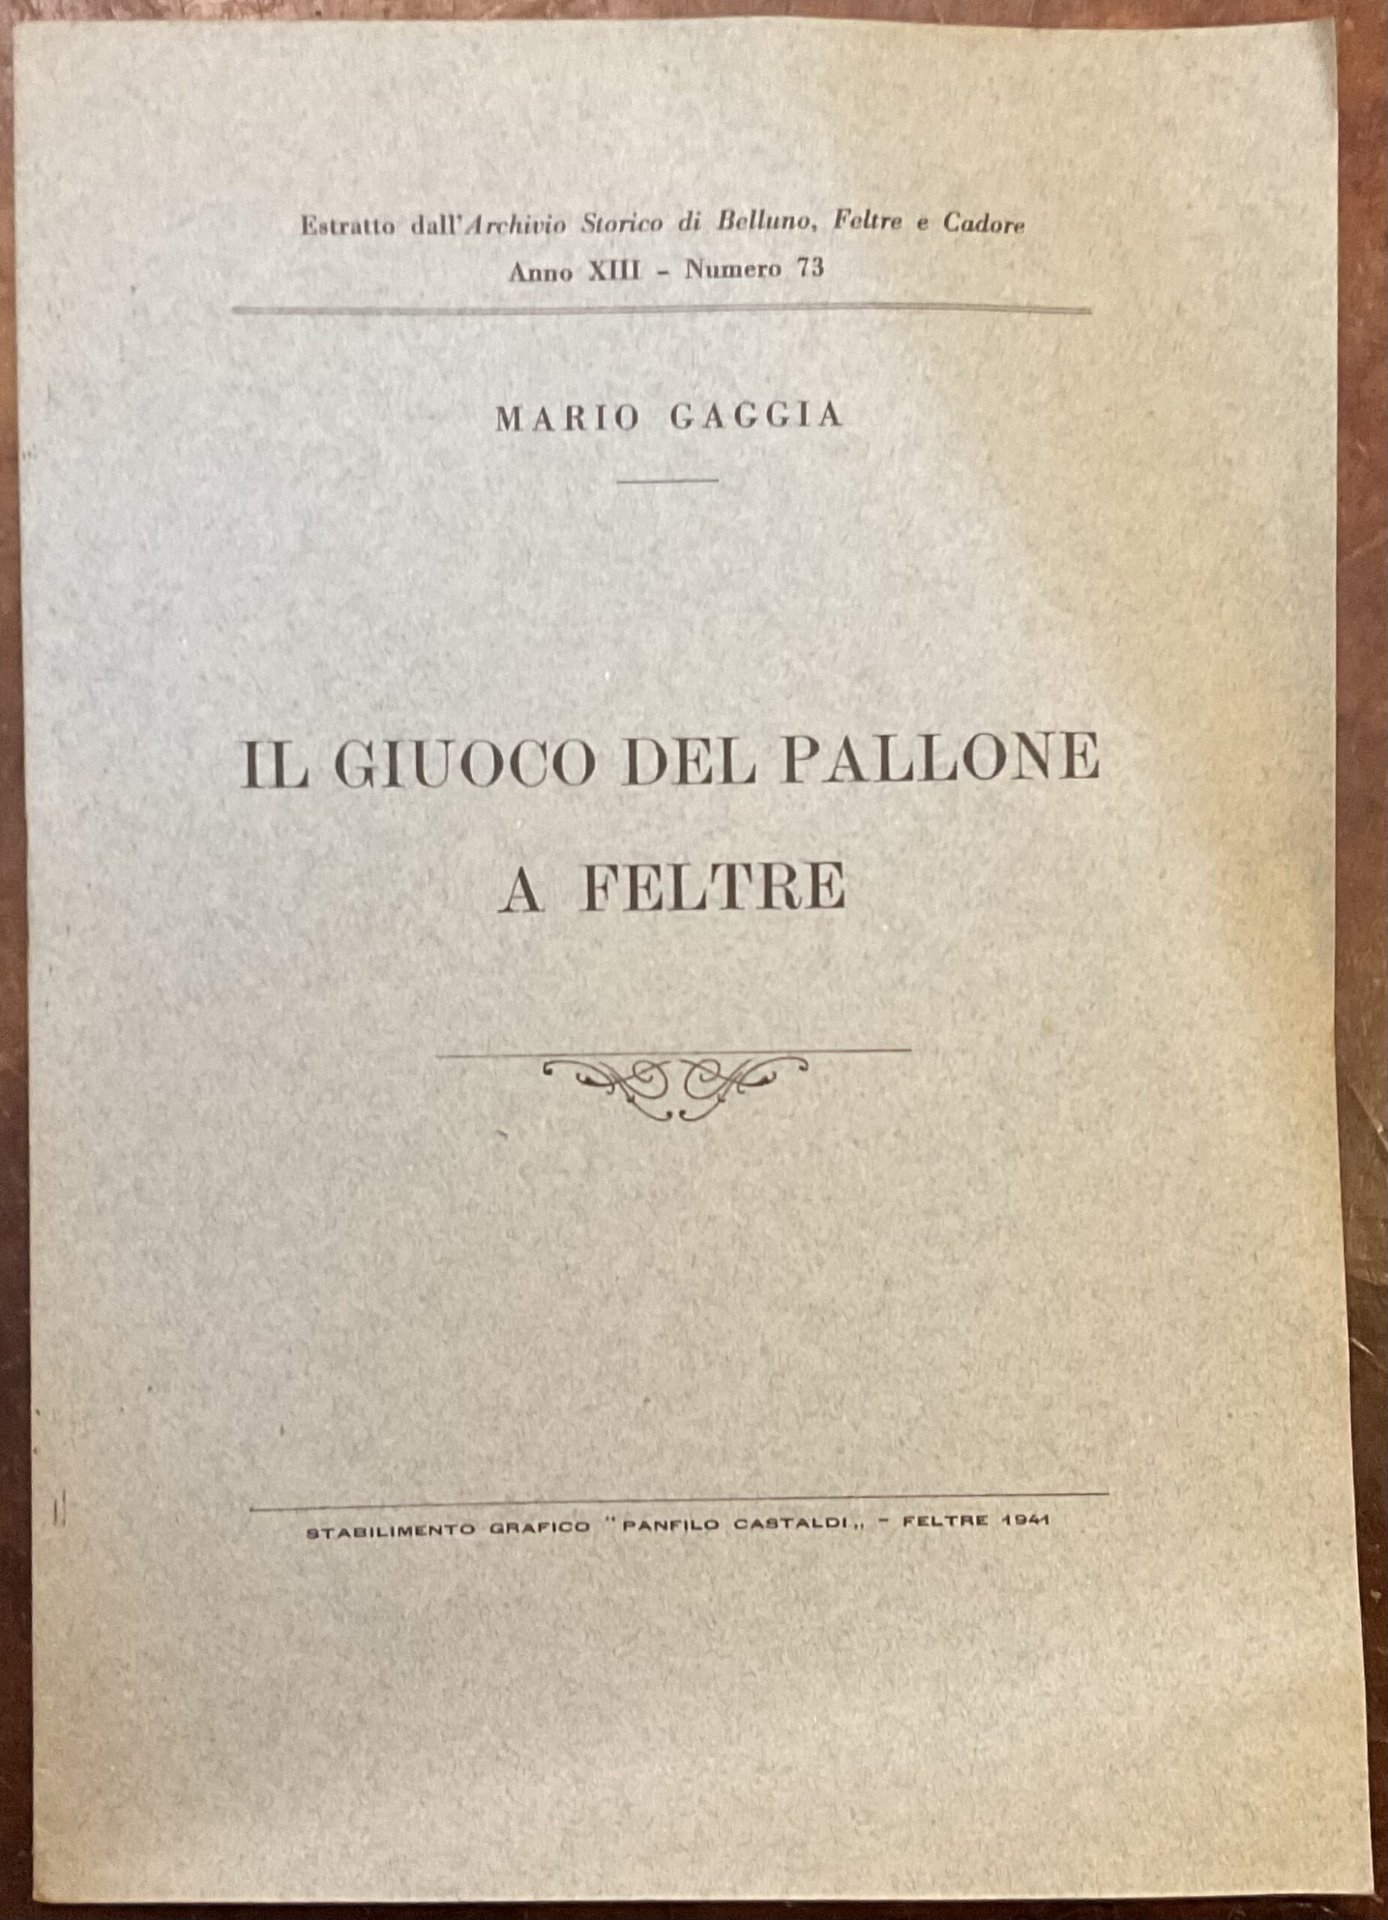 Estratto dall'Archivio Storico di Belluno, Feltre e Cadore
Anno XIII - Numero 73
MARIO GAGGIA
IL GIUOCO DEL PALLONE
A FELTRE
STABILIMENTO GRAFICO "PANFILO CASTALDI„ - FELTRE 1941